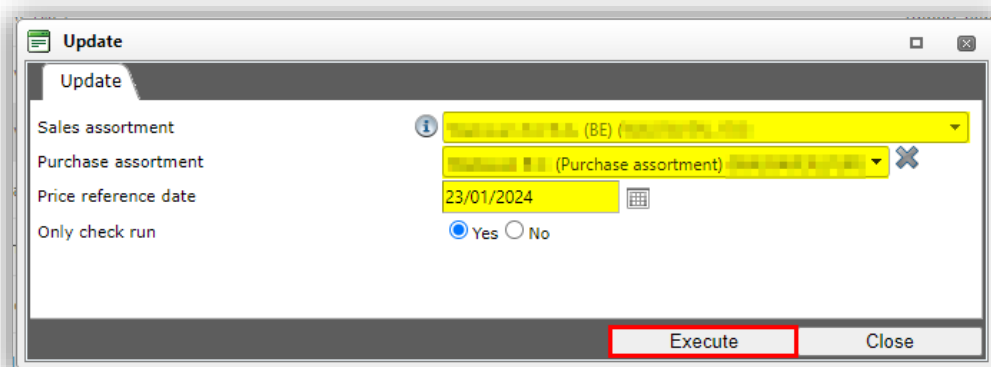 Update
Update
Sales assortment
(BE) (
Purchase assortment
(Purchase assortment)
Price reference date
23/01/2024
Only check run
Yes No
Execute Close